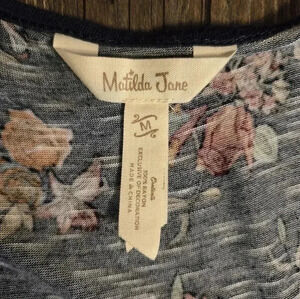 Matilda Jane
M
100% RAYON
EXCLUSIVE OF DECORATION
MADE IN CHINA